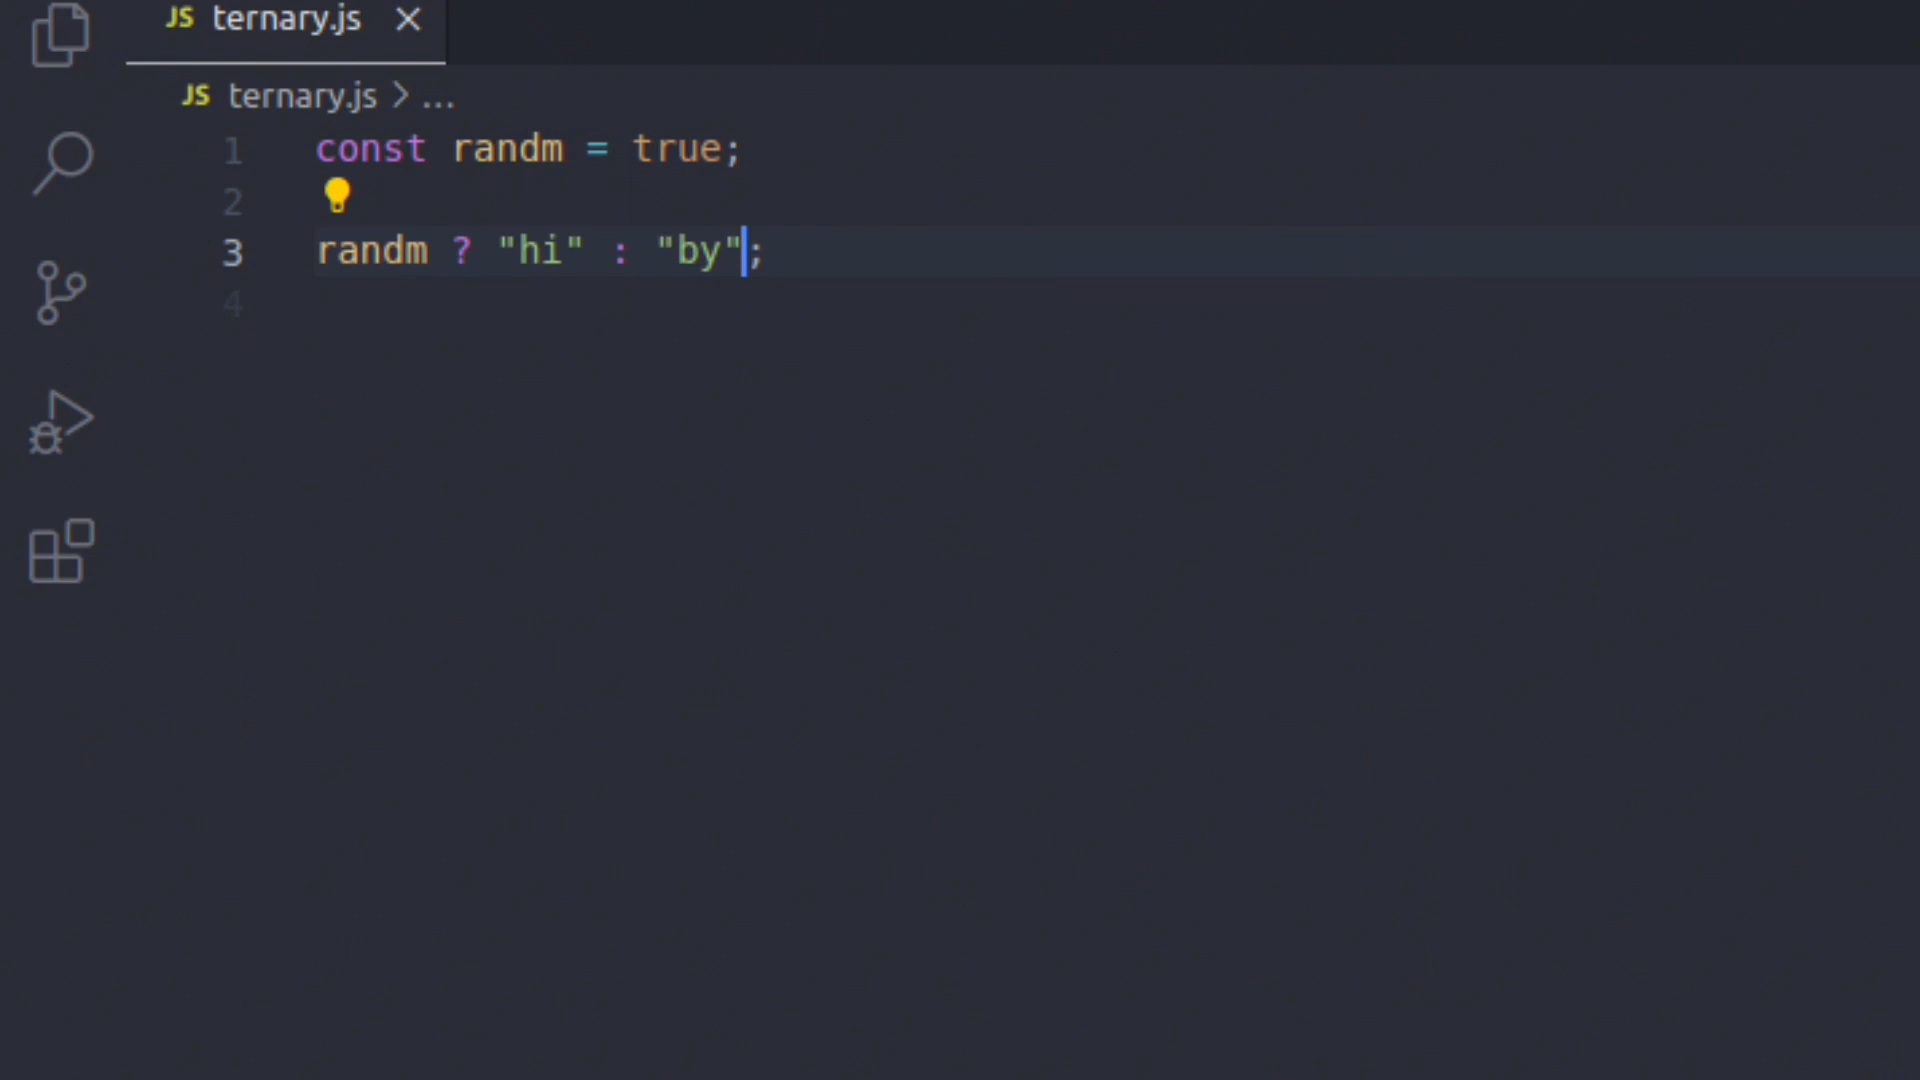 JS ternary.js
JS ternary.js > ...
1 const randm = true;
2
3 randm ? "hi" : "by";
4